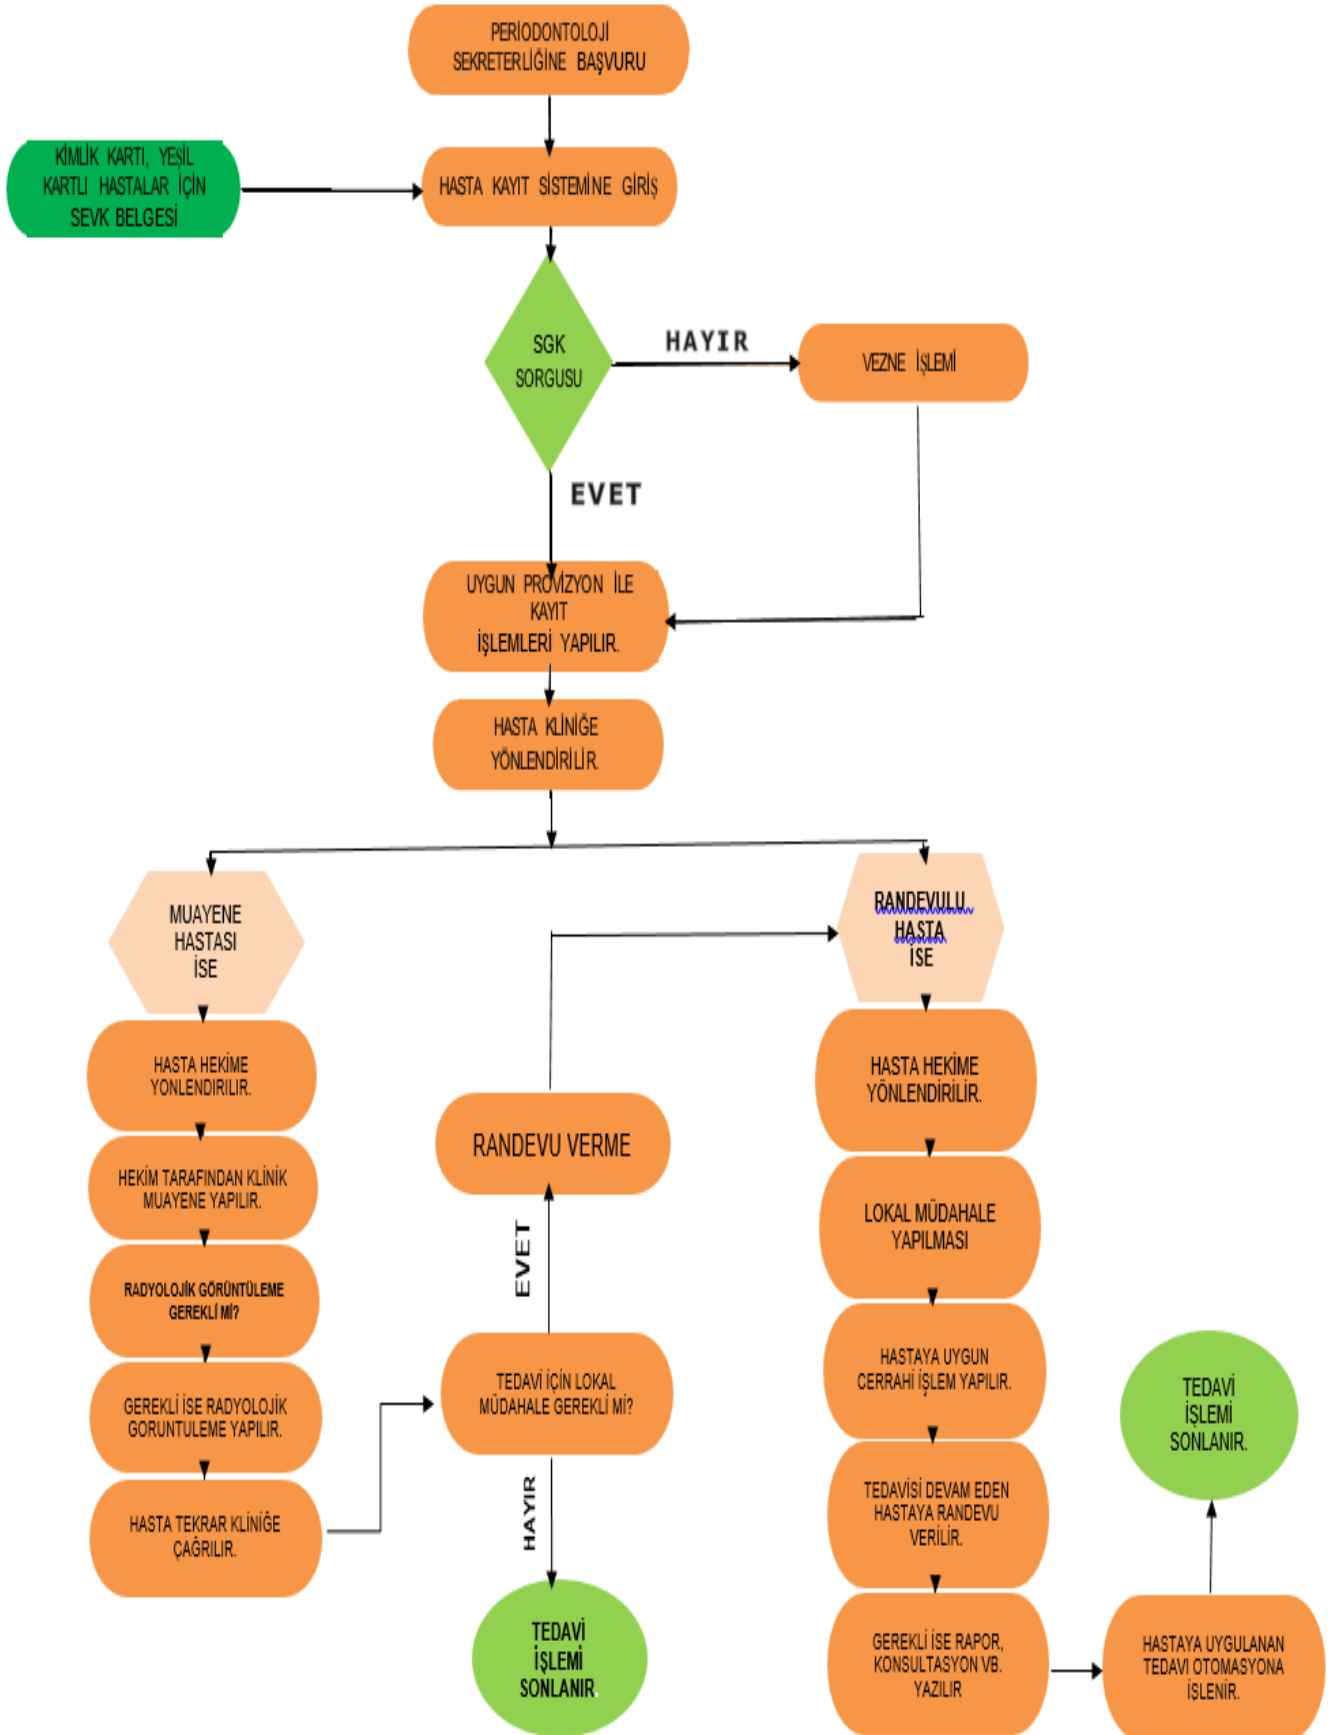 PERİODONTOLOJİ
SEKRETERLİĞİNE BAŞVURU
KİMLİK KARTI, YEŞİL
KARTLI HASTALAR İÇİN
SEVK BELGESİ
HASTA KAYIT SİSTEMİNE GİRİŞ
SGK
SORGUSU
HAYIR
VEZNE İŞLEMİ
EVET
UYGUN PROVİZYON İLE
KAYIT
İŞLEMLERİ YAPILIR.
HASTA KLİNİĞE
YÖNLENDİRİLİR.
MUAYENE
HASTASI
İSE
RANDEVULU
HASTA
İSE
HASTA HEKİME
YONLENDIRILIR.
HEKİM TARAFINDAN KLİNİK
MUAYENE YAPILIR.
RADYOLOJİK GÖRÜNTÜLEME
GEREKLİ Mİ?
GEREKLİ İSE RADYOLOJİK
GORUNTULEME YAPILIR.
HASTA TEKRAR KLİNİĞE
ÇAĞRILIR.
RANDEVU VERME
EVET
TEDAVİ İÇİN LOKAL
MÜDAHALE GEREKLİ Mİ?
HAYIR
TEDAVİ
İŞLEMİ
SONLANIR.
HASTA HEKİME
YÖNLENDİRİLİR.
LOKAL MÜDAHALE
YAPILMASI
HASTAYA UYGUN
CERRAHİ İŞLEM YAPILIR.
TEDAVİSİ DEVAM EDEN
HASTAYA RANDEVU
VERİLİR.
GEREKLİ İSE RAPOR,
KONSULTASYON VB.
YAZILIR
HASTAYA UYGULANAN
TEDAVI OTOMASYONA
İŞLENİR.
TEDAVİ
İŞLEMİ
SONLANIR.